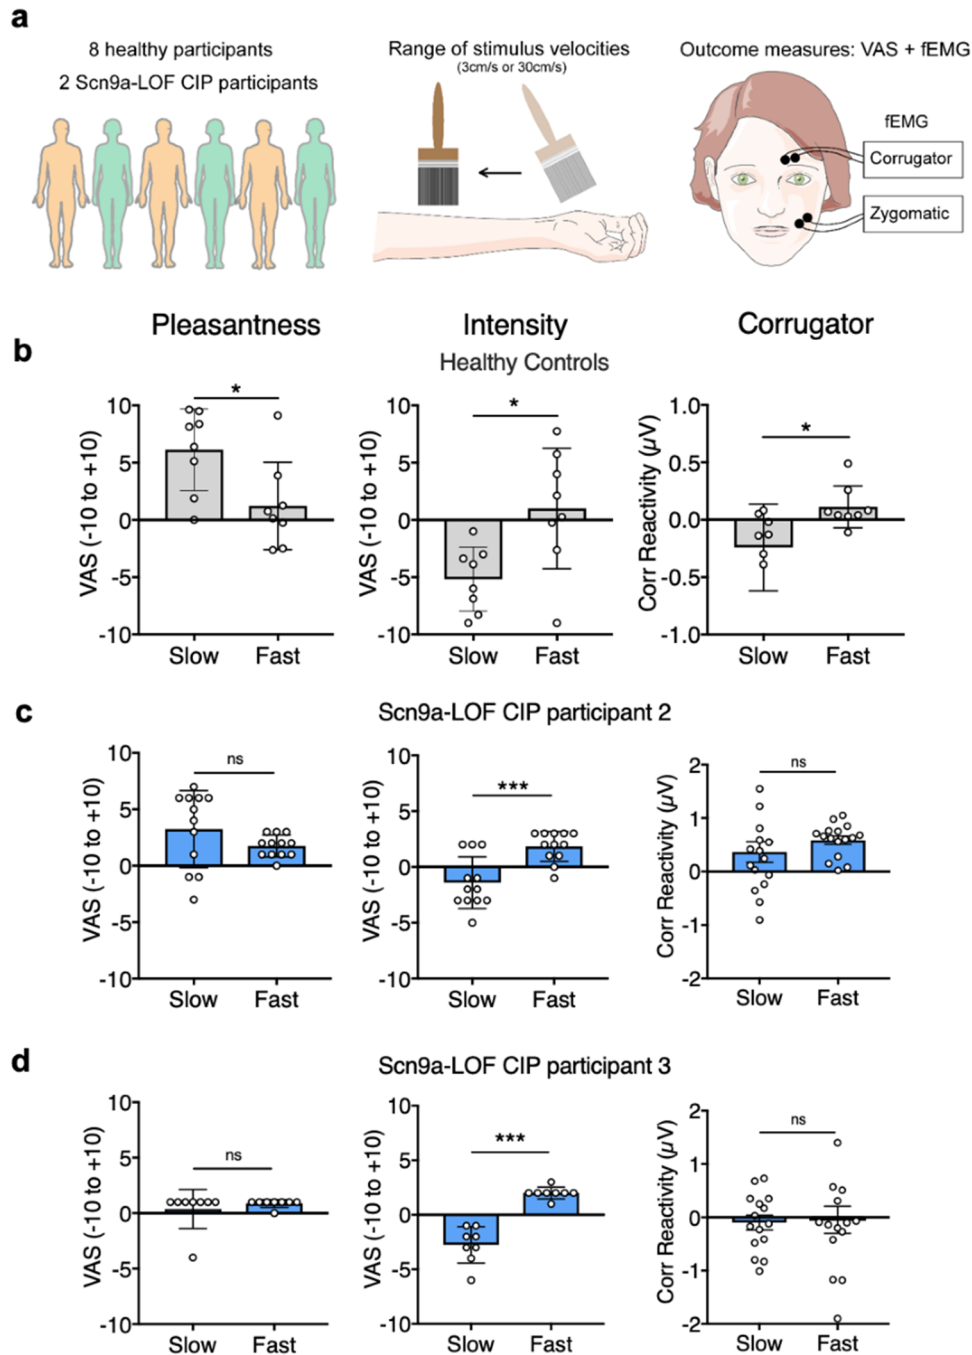 a
8 healthy participants
2 Scn9a-LOF CIP participants
Range of stimulus velocities
(3cm/s or 30cm/s)
Outcome measures: VAS + fEMG
fEMG
Corrugator
Zygomatic
Pleasantness Intensity Corrugator
b
Healthy Controls
VAS (-10 to +10)
10
5
0
-5
-10
*
Slow Fast
VAS (-10 to +10)
10
5
0
-5
-10
*
Slow Fast
Corr Reactivity (µV)
1.0
0.5
0.0
-0.5
-1.0
*
Slow Fast
c
Scn9a-LOF CIP participant 2
VAS (-10 to +10)
10
5
0
-5
-10
ns
Slow Fast
VAS (-10 to +10)
10
5
0
-5
-10
***
Slow Fast
Corr Reactivity (µV)
2
1
0
-1
-2
ns
Slow Fast
d
Scn9a-LOF CIP participant 3
VAS (-10 to +10)
10
5
0
-5
-10
ns
Slow Fast
VAS (-10 to +10)
10
5
0
-5
-10
***
Slow Fast
Corr Reactivity (µV)
2
1
0
-1
-2
ns
Slow Fast